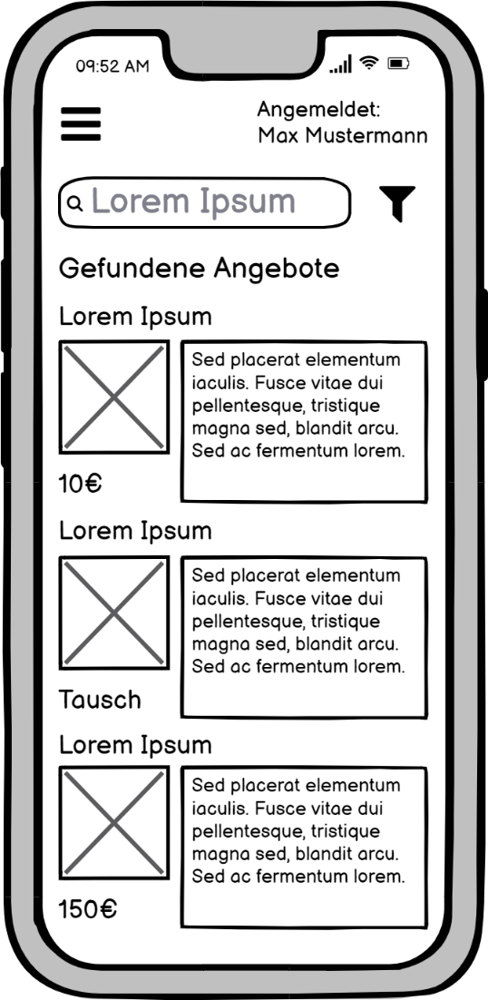 09:52 AM
Angemeldet:
Max Mustermann
Lorem Ipsum
Gefundene Angebote
Lorem Ipsum
Sed placerat elementum
iaculis. Fusce vitae dui
pellentesque, tristique
magna sed, blandit arcu.
Sed ac fermentum lorem.
10€
Lorem Ipsum
Sed placerat elementum
iaculis. Fusce vitae dui
pellentesque, tristique
magna sed, blandit arcu.
Sed ac fermentum lorem.
Tausch
Lorem Ipsum
Sed placerat elementum
iaculis. Fusce vitae dui
pellentesque, tristique
magna sed, blandit arcu.
Sed ac fermentum lorem.
150€